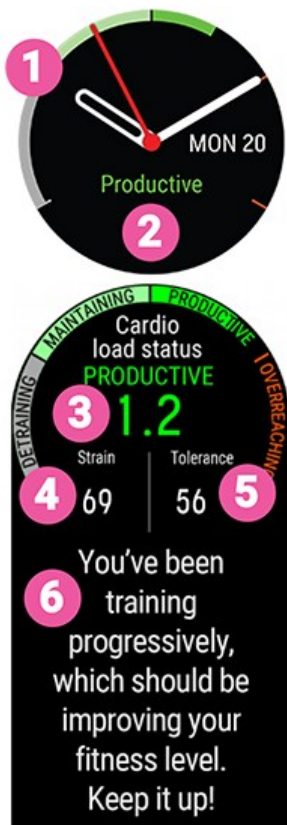 1
MON 20
Productive
2
DETRAINING
MAINTAINING
PRODUCTIVE
OVERREACHING
Cardio
load status
PRODUCTIVE
3
1.2
Strain
Tolerance
4
69
56
5
6
You've been
training
progressively,
which should be
improving your
fitness level.
Keep it up!